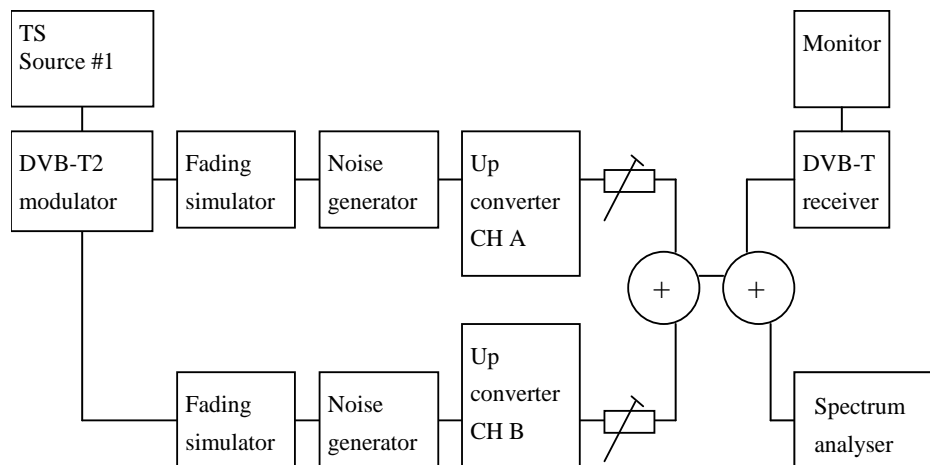 TS
Source #1
Monitor
DVB-T2
modulator
Fading
simulator
Noise
generator
Up
converter
CH A
DVB-T
receiver
+
+
Fading
simulator
Noise
generator
Up
converter
CH B
Spectrum
analyser